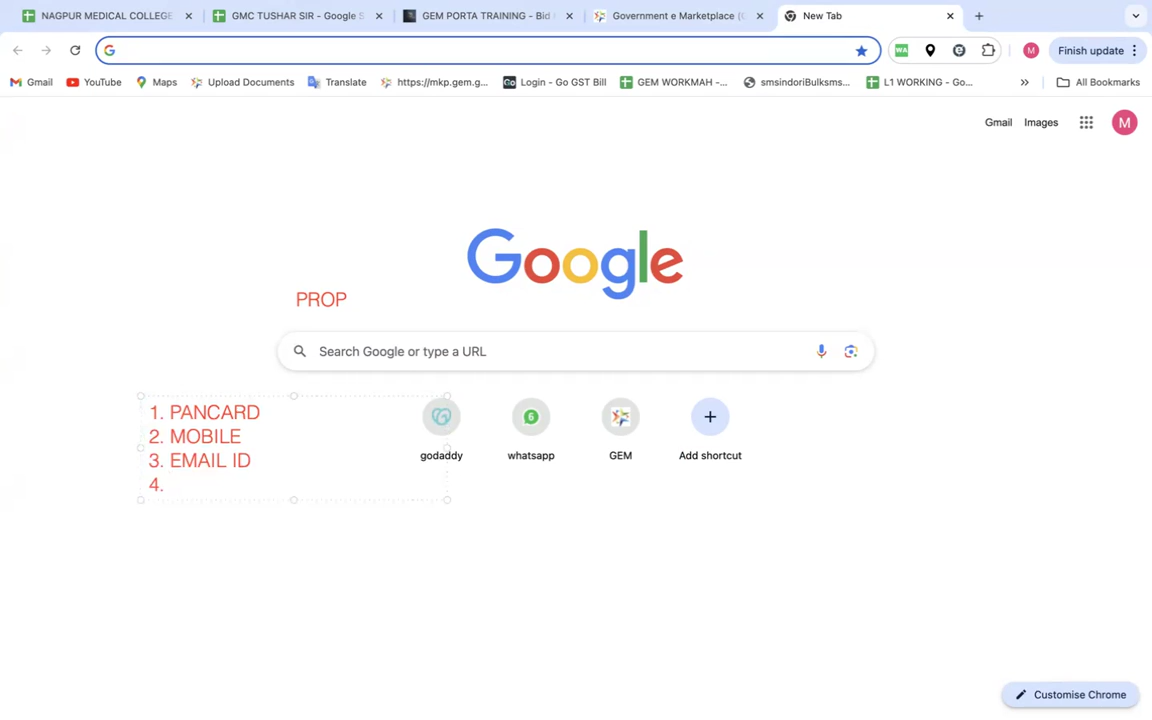 NAGPUR MEDICAL COLLEGE
GMC TUSHAR SIR - Google S
GEM PORTA TRAINING - Bid
Government e Marketplace (G
New Tab
Finish update
Gmail
YouTube
Maps
Upload Documents
Translate
https://mkp.gem.g...
Login - Go GST Bill
GEM WORKMAH -...
smsindoriBulksms...
L1 WORKING - Go...
All Bookmarks
Gmail
Images
M
Google
PROP
Search Google or type a URL
1. PANCARD
2. MOBILE
3. EMAIL ID
4.
godaddy
whatsapp
GEM
Add shortcut
Customise Chrome